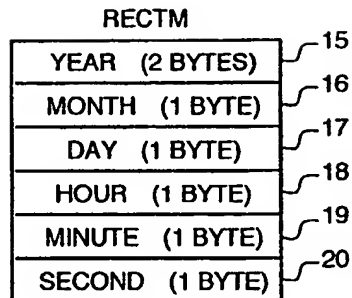 RECTM
YEAR (2 BYTES) 15
MONTH (1 BYTE) 16
DAY (1 BYTE) 17
HOUR (1 BYTE) 18
MINUTE (1 BYTE) 19
SECOND (1 BYTE) 20